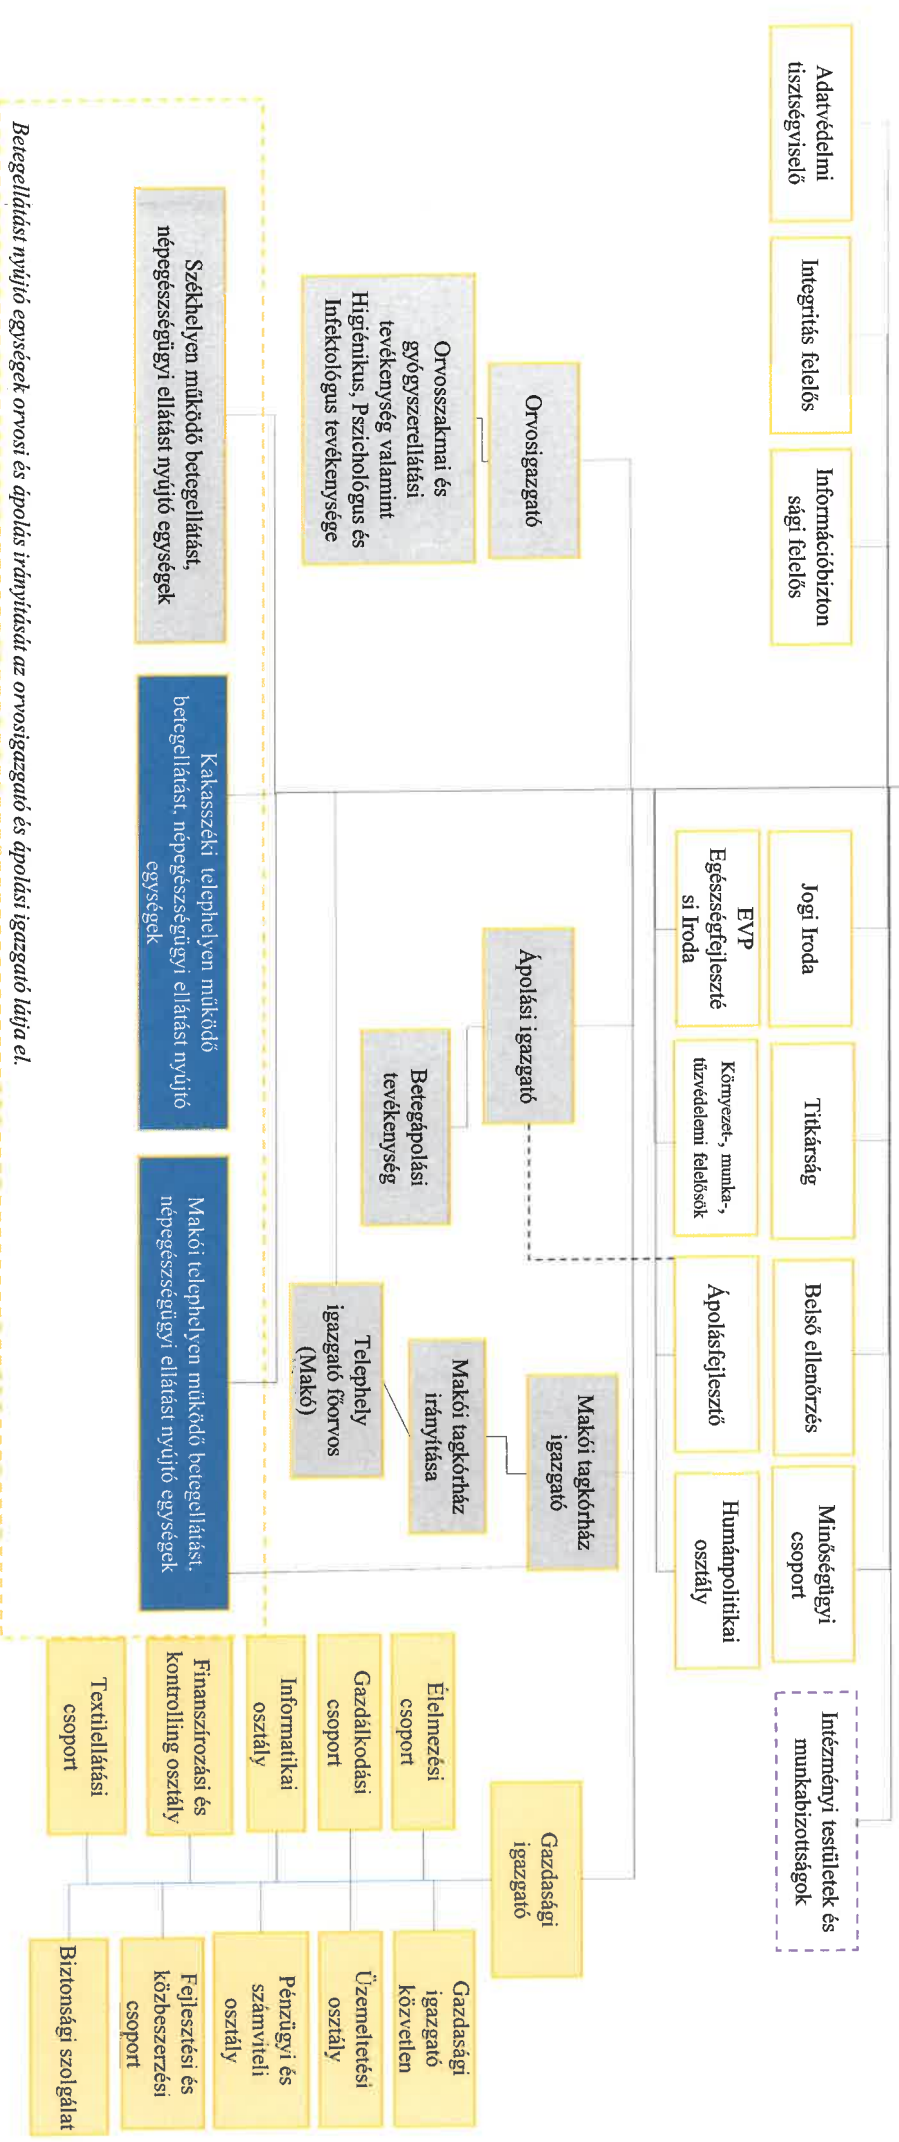 Adatvédelmi
tisztségviselő
Integritás felelős
Információbizton
sági felelős
Jogi Iroda
Titkárság
Belső ellenőrzés
Minőségügyi
csoport
Intézményi testületek és
munkabizottságok
EVP
Egészségfejleszté
si Iroda
Környezet-, munka-,
tűzvédelemi felelősök
Ápolásfejlesztő
Humánpolitikai
osztály
Orvosigazgató
Ápolási igazgató
Makói tagkórház
igazgató
Gazdasági
igazgató
Orvosszakmai és
gyógyszerellátási
tevékenység valamint
Higiénikus, Pszichológus és
Infektológus tevékenysége
Betegápolási
tevékenység
Makói tagkórház
irányítása
Telephely
igazgató főorvos
(Makó)
Élelmezési
csoport
Gazdasági
igazgató
közvetlen
Gazdálkodási
csoport
Üzemeltetési
osztály
Informatikai
osztály
Pénzügyi és
számviteli
osztály
Finanszírozási és
kontrolling osztály
Fejlesztési és
közbeszerzési
csoport
Textilellátási
csoport
Biztonsági szolgálat
Székhelyen működő betegellátást,
népegészségügyi ellátást nyújtó egységek
Kakasszéki telephelyen működő
betegellátást, népegészségügyi ellátást nyújtó
egységek
Makói telephelyen működő betegellátást,
népegészségügyi ellátást nyújtó egységek
Betegellátást nyújtó egységek orvosi és ápolás irányítását az orvosigazgató és ápolási igazgató látja el.